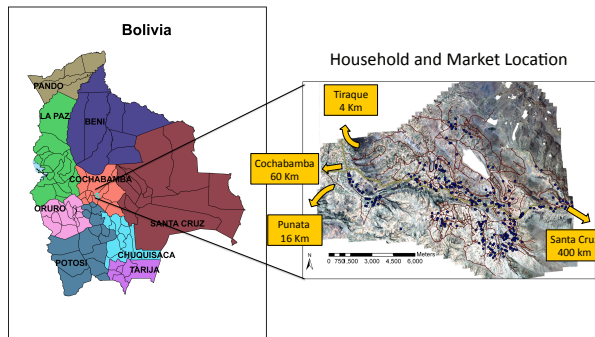 Bolivia
PANDO
LA PAZ
BENI
COCHABAMBA
ORURO
SANTA CRUZ
CHUQUISACA
POTOSI
TARIJA
Household and Market Location
Tiraque
4 Km
Cochabamba
60 Km
Punata
16 Km
Santa Cruz
400 km
0 750 1,500 3,000 4,500 6,000
Meters
N